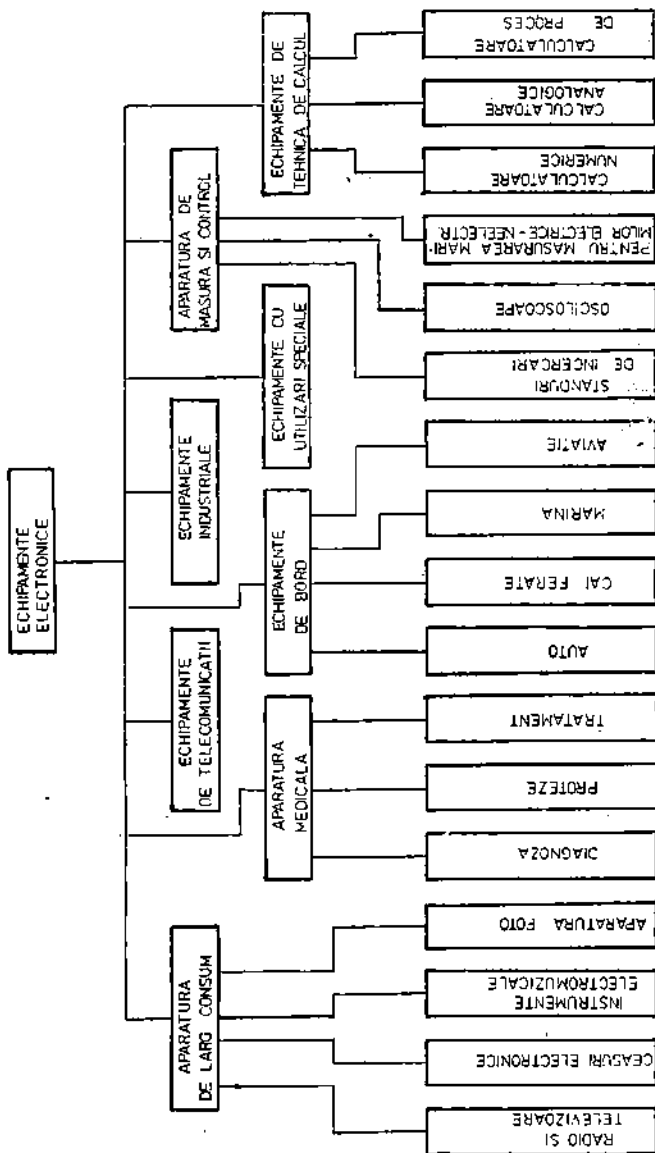 ECHIPAMENTE
ELECTRONICE
APARATURA
DE LARG CONSUM
ECHIPAMENTE
DE TELECOMUNICATII
ECHIPAMENTE
INDUSTRIALE
APARATURA DE
MASURA SI CONTROL
APARATURA
MEDICALA
ECHIPAMENTE
DE BORD
ECHIPAMENTE CU
UTILIZARI SPECIALE
ECHIPAMENTE DE
TEHNICA DE CALCUL
RADIO SI
TELEVIZOARE
CEASURI ELECTRONICE
INSTRUMENTE
ELECTROMUZICALE
APARATURA FOTO
DIAGNOZA
PROTEZE
TRATAMENT
AUTO
CAI FERATE
MARINA
AVIATIE
STANDURI
DE INCERCARI
OSCILOSCOAPE
PENTRU MASURAREA MARI-
MILOR ELECTRICE-NEELECTR.
CALCULATOARE
NUMERICE
CALCULATOARE
ANALOGICE
CALCULATOARE
DE PROCES